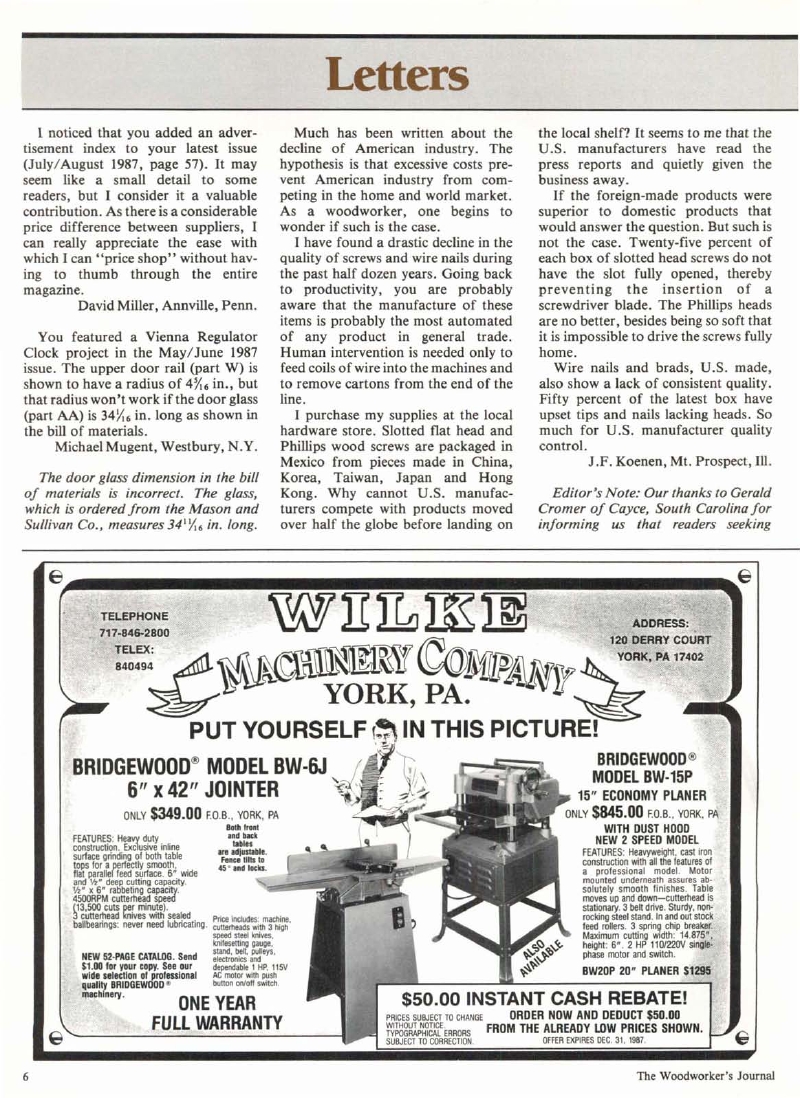 Letters
I noticed that you added an adver-
tisement index to your latest issue
(July/August 1987, page 57). It may
seem like a small detail to some
readers, but I consider it a valuable
contribution. As there is a considerable
price difference between suppliers, I
can really appreciate the ease with
which I can "price shop" without hav-
ing to thumb through the entire
magazine.
David Miller, Annville, Penn.
You featured a Vienna Regulator
Clock project in the May/June 1987
issue. The upper door rail (part W) is
shown to have a radius of 4 5/16 in., but
that radius won't work if the door glass
(part AA) is 34 1/16 in. long as shown in
the bill of materials.
Michael Mugent, Westbury, N.Y.
The door glass dimension in the bill
of materials is incorrect. The glass,
which is ordered from the Mason and
Sullivan Co., measures 34 11/16 in. long.
Much has been written about the
decline of American industry. The
hypothesis is that excessive costs pre-
vent American industry from com-
peting in the home and world market.
As a woodworker, one begins to
wonder if such is the case.
I have found a drastic decline in the
quality of screws and wire nails during
the past half dozen years. Going back
to productivity, you are probably
aware that the manufacture of these
items is probably the most automated
of any product in general trade.
Human intervention is needed only to
feed coils of wire into the machines and
to remove cartons from the end of the
line.
I purchase my supplies at the local
hardware store. Slotted flat head and
Phillips wood screws are packaged in
Mexico from pieces made in China,
Korea, Taiwan, Japan and Hong
Kong. Why cannot U.S. manufac-
turers compete with products moved
over half the globe before landing on
the local shelf? It seems to me that the
U.S. manufacturers have read the
press reports and quietly given the
business away.
If the foreign-made products were
superior to domestic products that
would answer the question. But such is
not the case. Twenty-five percent of
each box of slotted head screws do not
have the slot fully opened, thereby
preventing the insertion of a
screwdriver blade. The Phillips heads
are no better, besides being so soft that
it is impossible to drive the screws fully
home.
Wire nails and brads, U.S. made,
also show a lack of consistent quality.
Fifty percent of the latest box have
upset tips and nails lacking heads. So
much for U.S. manufacturer quality
control.
J.F. Koenen, Mt. Prospect, Ill.
Editor's Note: Our thanks to Gerald
Cromer of Cayce, South Carolina for
informing us that readers seeking
TELEPHONE
717-846-2800
TELEX:
840494
WILKE
MACHINERY COMPANY
YORK, PA.
ADDRESS:
120 DERRY COURT
YORK, PA 17402
PUT YOURSELF IN THIS PICTURE!
BRIDGEWOOD® MODEL BW-6J
6" x 42" JOINTER
ONLY $349.00 F.O.B., YORK, PA
FEATURES: Heavy duty
construction. Exclusive inline
surface grinding of both table
tops for a perfectly smooth,
flat parallel feed surface. 6" wide
and ½" deep cutting capacity.
½" x 6" rabbeting capacity.
4500RPM cutterhead speed
(13,500 cuts per minute).
3 cutterhead knives with sealed
ballbearings: never need lubricating.
Both front
and back
tables
are adjustable.
Fence tilts to
45° and locks.
Price includes: machine,
cutterheads with 3 high
speed steel knives,
knifesetting gauge,
stand, belt, pulleys,
electronics and
dependable 1 HP, 115V
AC motor with push
button on/off switch.
NEW 52-PAGE CATALOG. Send
$1.00 for your copy. See our
wide selection of professional
quality BRIDGEWOOD®
machinery.
ONE YEAR
FULL WARRANTY
BRIDGEWOOD®
MODEL BW-15P
15" ECONOMY PLANER
ONLY $845.00 F.O.B., YORK, PA
WITH DUST HOOD
NEW 2 SPEED MODEL
FEATURES: Heavyweight, cast iron
construction with all the features of
a professional model. Motor
mounted underneath assures ab-
solutely smooth finishes. Table
moves up and down—cutterhead is
stationary. 3 belt drive. Sturdy, non-
rocking steel stand. In and out stock
feed rollers. 3 spring chip breaker.
Maximum cutting width: 14.875",
height: 6". 2 HP 110/220V single-
phase motor and switch.
ALSO
AVAILABLE
BW20P 20" PLANER $1295
$50.00 INSTANT CASH REBATE!
PRICES SUBJECT TO CHANGE
WITHOUT NOTICE.
TYPOGRAPHICAL ERRORS
SUBJECT TO CORRECTION.
ORDER NOW AND DEDUCT $50.00
FROM THE ALREADY LOW PRICES SHOWN.
OFFER EXPIRES DEC. 31, 1987.
6
The Woodworker's Journal